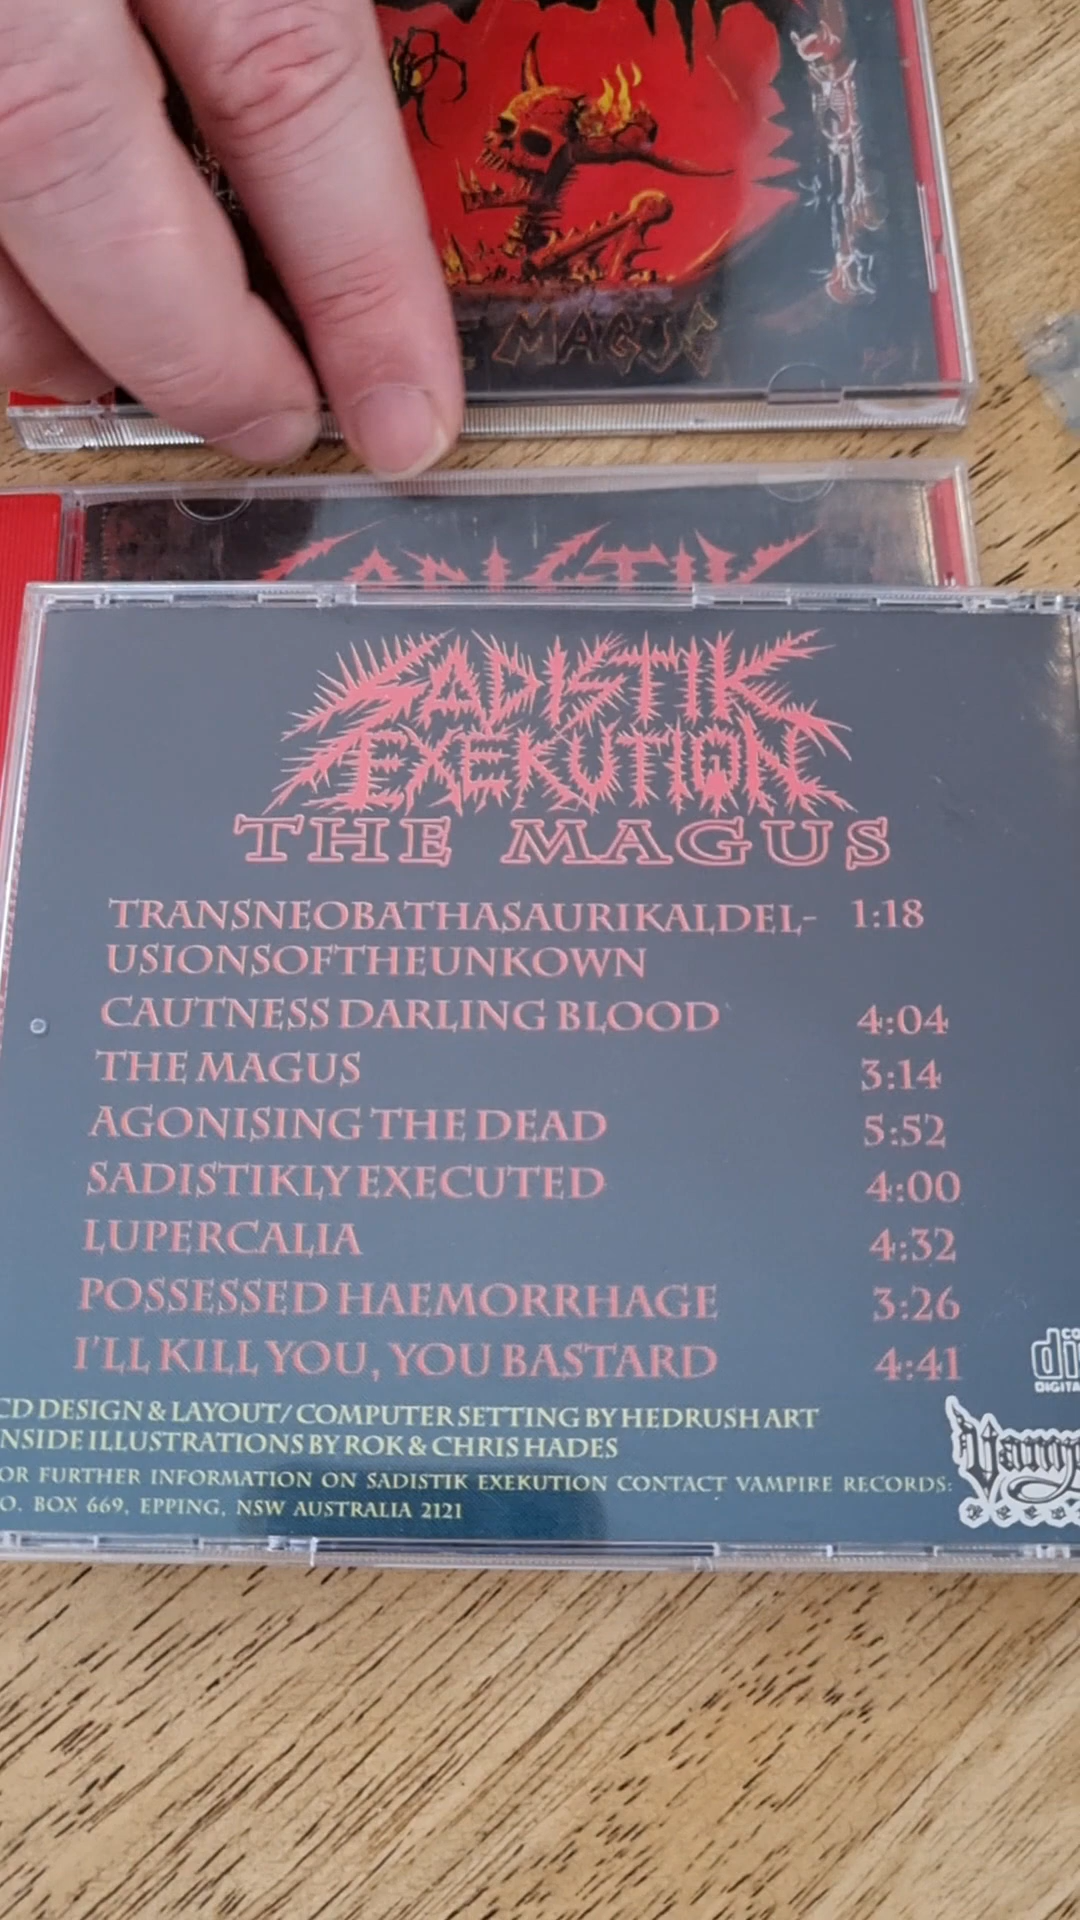 MAGUS
SADISTIK
SADISTIK
EXEKUTION
THE MAGUS
TRANSNEOBATHASAURIKALDEL- 1:18
USIONSOFTHEUNKOWN
CAUTNESS DARLING BLOOD 4:04
THE MAGUS 3:14
AGONISING THE DEAD 5:52
SADISTIKLY EXECUTED 4:00
LUPERCALIA 4:32
POSSESSED HAEMORRHAGE 3:26
I'LL KILL YOU, YOU BASTARD 4:41
CD DESIGN & LAYOUT/ COMPUTER SETTING BY HEDRUSH ART
NSIDE ILLUSTRATIONS BY ROK & CHRIS HADES
OR FURTHER INFORMATION ON SADISTIK EXEKUTION CONTACT VAMPIRE RECORDS:
O. BOX 669, EPPING, NSW AUSTRALIA 2121